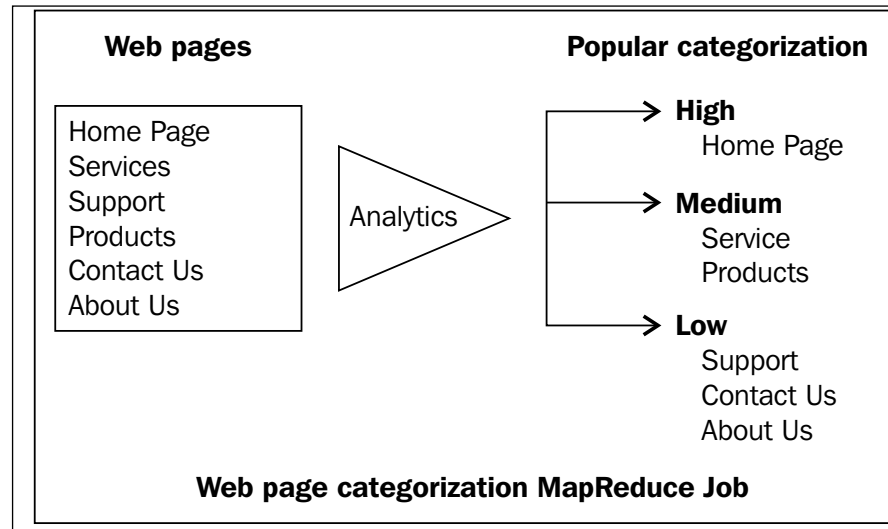 Web pages
Home Page
Services
Support
Products
Contact Us
About Us
Analytics
Popular categorization
High
Home Page
Medium
Service
Products
Low
Support
Contact Us
About Us
Web page categorization MapReduce Job